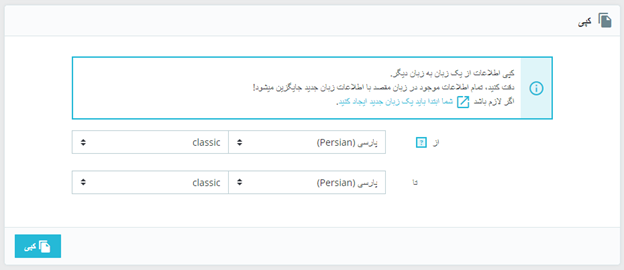 کپی
کپی اطلاعات از یک زبان به زبان دیگر.
دقت کنید، تمام اطلاعات موجود در زبان مقصد با اطلاعات زبان جدید جایگزین میشود!
اگر لازم باشد شما ابتدا باید یک زبان جدید ایجاد کنید.
از ? پارسی (Persian) classic
تا پارسی (Persian) classic
کپی